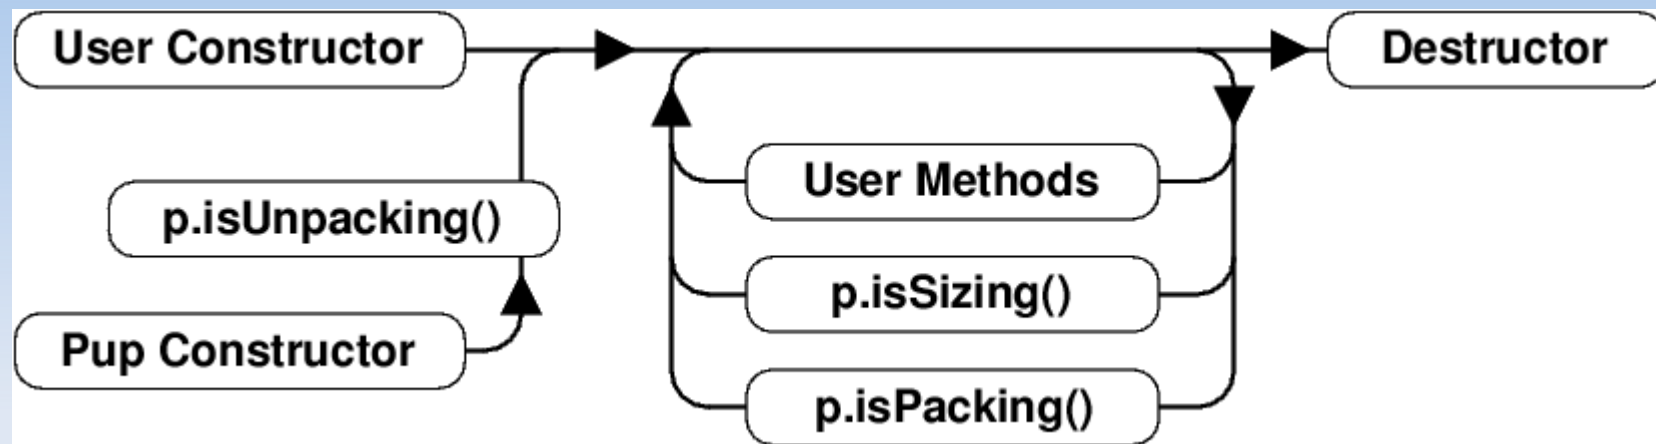 User Constructor
Destructor
User Methods
p.isUnpacking()
p.isSizing()
Pup Constructor
p.isPacking()